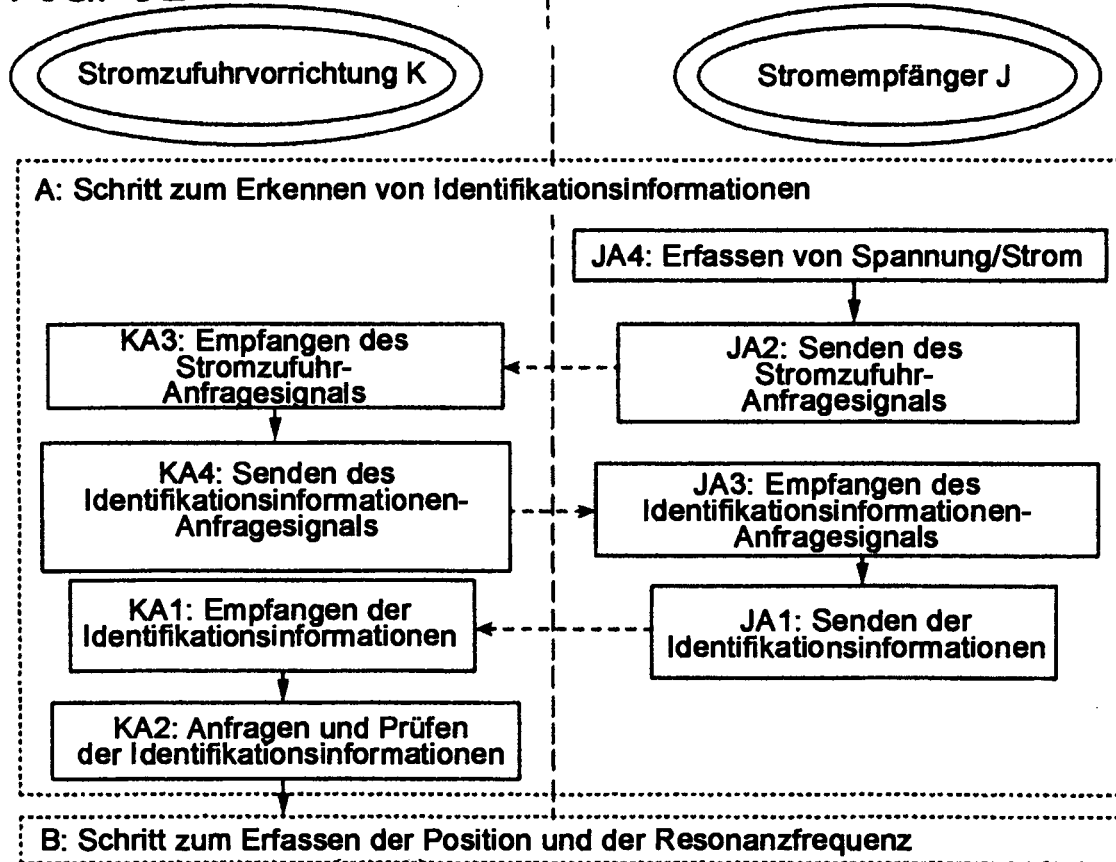 Stromzufuhrvorrichtung K
Stromempfänger J
A: Schritt zum Erkennen von Identifikationsinformationen
JA4: Erfassen von Spannung/Strom
KA3: Empfangen des
Stromzufuhr-
Anfragesignals
JA2: Senden des
Stromzufuhr-
Anfragesignals
KA4: Senden des
Identifikationsinformationen-
Anfragesignals
JA3: Empfangen des
Identifikationsinformationen-
Anfragesignals
KA1: Empfangen der
Identifikationsinformationen
JA1: Senden der
Identifikationsinformationen
KA2: Anfragen und Prüfen
der Identifikationsinformationen
B: Schritt zum Erfassen der Position und der Resonanzfrequenz